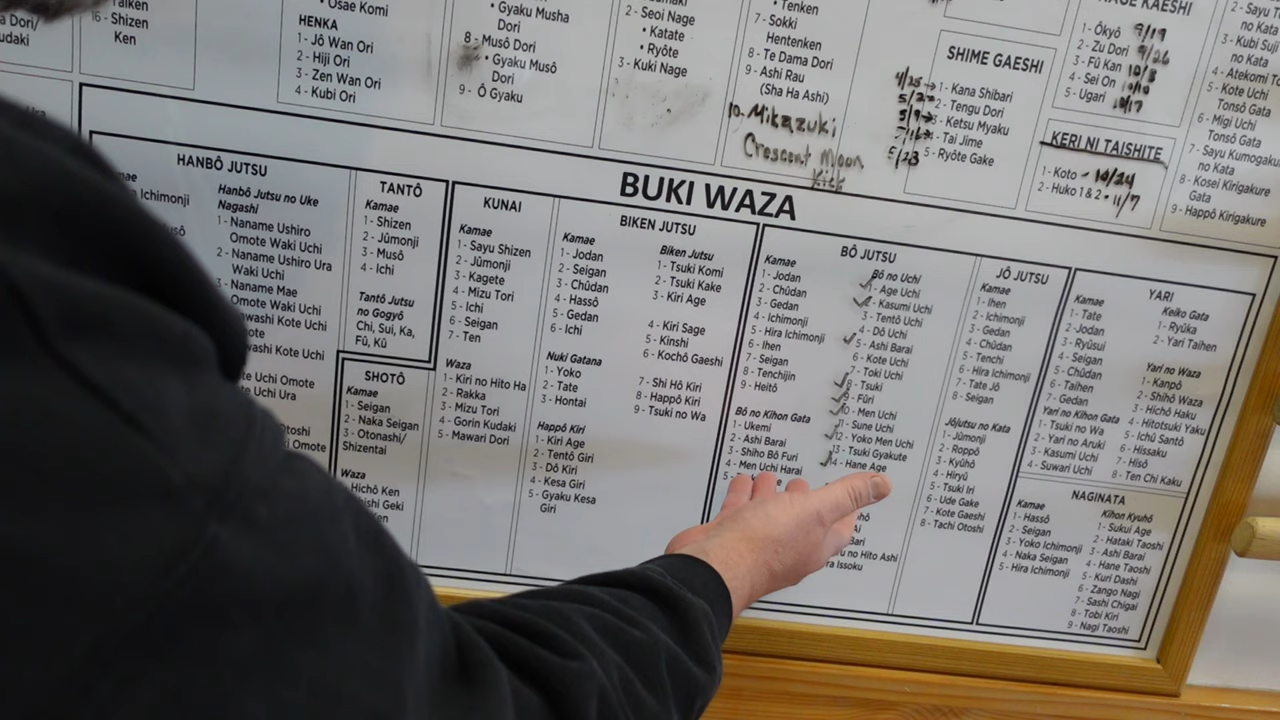 Taiken
16 - Shizen
Ken
• Osae Komi
HENKA
1- Jô Wan Ori
2 - Hiji Ori
3 - Zen Wan Ori
4 - Kubi Ori
• Gyaku Musha
Dori
8 - Musô Dori
• Gyaku Musô
Dori
9 - Ô Gyaku
2 - Seoi Nage
• Katate
• Ryôte
3 - Kuki Nage
• Tenken
7 - Sokki
Hentenken
8 - Te Dama Dori
9 - Ashi Rau
(Sha Ha Ashi)
10. Mikazuki
Crescent Moon
Kick
SHIME GAESHI
1 - Kana Shibari
2 - Tengu Dori
3 - Ketsu Myaku
4 - Tai Jime
5 - Ryôte Gake
4/25
5/23
KAESHI
1 - Ôkyô 9/19
2 - Zu Dori 9/26
3 - Fû Kan 10/3
4 - Sei On 10/10
5 - Ugari 10/17
KERI NI TAISHITE
1 - Koto - 10/24
2 - Huko 1 & 2 - 11/7
no Kata
3 - Kubi Suji
no Kata
4 - Atekomi
5 - Kote Uchi
Tonsô Gata
6 - Migi Uchi
Tonsô Gata
7 - Sayu Kumogaku
no Kata
8 - Kosei Kirigakure
Gata
9 - Happô Kirigakure
BUKI WAZA
HANBÔ JUTSU
Ichimonji
Hanbô Jutsu no Uke
Nagashi
1 - Naname Ushiro
Omote Waki Uchi
2 - Naname Ushiro Ura
Waki Uchi
3 - Naname Mae
Omote Waki Uchi
Kote Uchi
Kote Uchi
Uchi Omote
Uchi Ura
Omote
TANTÔ
Kamae
1 - Shizen
2 - Jûmonji
3 - Musô
4 - Ichi
Tantô Jutsu
no Gogyô
Chi, Sui, Ka,
Fû, Kû
SHOTÔ
Kamae
1 - Seigan
2 - Naka Seigan
3 - Otonashi/
Shizentai
Waza
Hichô Ken
Geki
KUNAI
Kamae
1 - Sayu Shizen
2 - Jûmonji
3 - Kagete
4 - Mizu Tori
5 - Ichi
6 - Seigan
7 - Ten
Waza
1 - Kiri no Hito Ha
2 - Rakka
3 - Mizu Tori
4 - Gorin Kudaki
5 - Mawari Dori
BIKEN JUTSU
Kamae
1 - Jodan
2 - Seigan
3 - Chûdan
4 - Hassô
5 - Gedan
6 - Ichi
Nuki Gatana
1 - Yoko
2 - Tate
3 - Hontai
Happô Kiri
1 - Kiri Age
2 - Tentô Giri
3 - Dô Kiri
4 - Kesa Giri
5 - Gyaku Kesa
Giri
Biken Jutsu
1 - Tsuki Komi
2 - Tsuki Kake
3 - Kiri Age
4 - Kiri Sage
5 - Kinshi
6 - Kochô Gaeshi
7 - Shi Hô Kiri
8 - Happô Kiri
9 - Tsuki no Wa
BÔ JUTSU
Kamae
1 - Jodan
2 - Chûdan
3 - Gedan
4 - Ichimonji
5 - Hira Ichimonji
6 - Ihen
7 - Seigan
8 - Tenchijin
9 - Heitô
Bô no Kihon Gata
1 - Ukemi
2 - Ashi Barai
3 - Shiho Bô Furi
4 - Men Uchi Harai
Bô no Uchi
1 - Age Uchi
2 - Kasumi Uchi
3 - Tentô Uchi
4 - Dô Uchi
5 - Ashi Barai
6 - Kote Uchi
7 - Toki Uchi
8 - Tsuki
9 - Fûri
10 - Men Uchi
11 - Sune Uchi
12 - Yoko Men Uchi
13 - Tsuki Gyakute
14 - Hane Age
no Hito Ashi
Issoku
JÔ JUTSU
Kamae
1 - Ihen
2 - Ichimonji
3 - Gedan
4 - Chûdan
5 - Tenchi
6 - Hira Ichimonji
7 - Tate Jô
8 - Seigan
Jôjutsu no Kata
1 - Jûmonji
2 - Roppô
3 - Kyûhô
4 - Hiryû
5 - Tsuki Iri
6 - Ude Gake
7 - Kote Gaeshi
8 - Tachi Otoshi
YARI
Kamae
1 - Tate
2 - Jodan
3 - Ryûsui
4 - Seigan
5 - Chûdan
6 - Taihen
7 - Gedan
Yari no Kihon Gata
1 - Tsuki no Wa
2 - Yari no Aruki
3 - Kasumi Uchi
4 - Suwari Uchi
Keiko Gata
1 - Ryûka
2 - Yari Taihen
Yari no Waza
1 - Kanpô
2 - Shihô Waza
3 - Hichô Haku
4 - Hitotsuki Yaku
5 - Ichû Santô
6 - Hissaku
7 - Hisô
8 - Ten Chi Kaku
NAGINATA
Kamae
1 - Hassô
2 - Seigan
3 - Yoko Ichimonji
4 - Naka Seigan
5 - Hira Ichimonji
Kihon Kyuhô
1 - Sukui Age
2 - Hataki Taoshi
3 - Ashi Barai
4 - Hane Taoshi
5 - Kuri Dashi
6 - Zango Nagi
7 - Sashi Chigai
8 - Tobi Kiri
9 - Nagi Taoshi